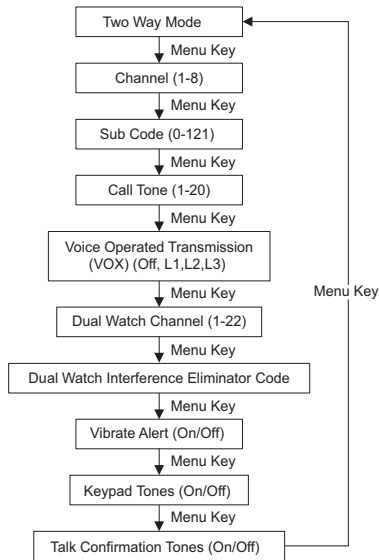 Two Way Mode
Menu Key
Channel (1-8)
Menu Key
Sub Code (0-121)
Menu Key
Call Tone (1-20)
Menu Key
Voice Operated Transmission
(VOX) (Off, L1,L2,L3)
Menu Key
Dual Watch Channel (1-22)
Menu Key
Dual Watch Interference Eliminator Code
Menu Key
Vibrate Alert (On/Off)
Menu Key
Keypad Tones (On/Off)
Menu Key
Talk Confirmation Tones (On/Off)
Menu Key